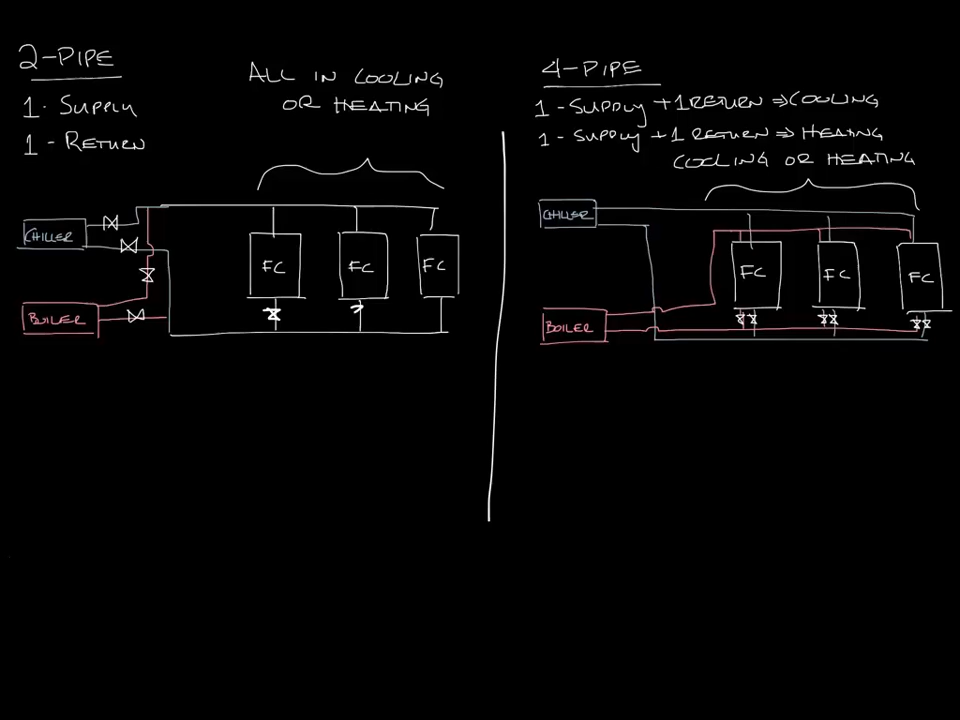 2-PIPE
1 - SUPPLY
1 - RETURN
ALL IN COOLING
OR HEATING
CHILLER
BOILER
FC
FC
FC
4-PIPE
1 - SUPPLY + 1 RETURN ⇒ COOLING
1 - SUPPLY + 1 RETURN ⇒ HEATING
COOLING OR HEATING
CHILLER
BOILER
FC
FC
FC